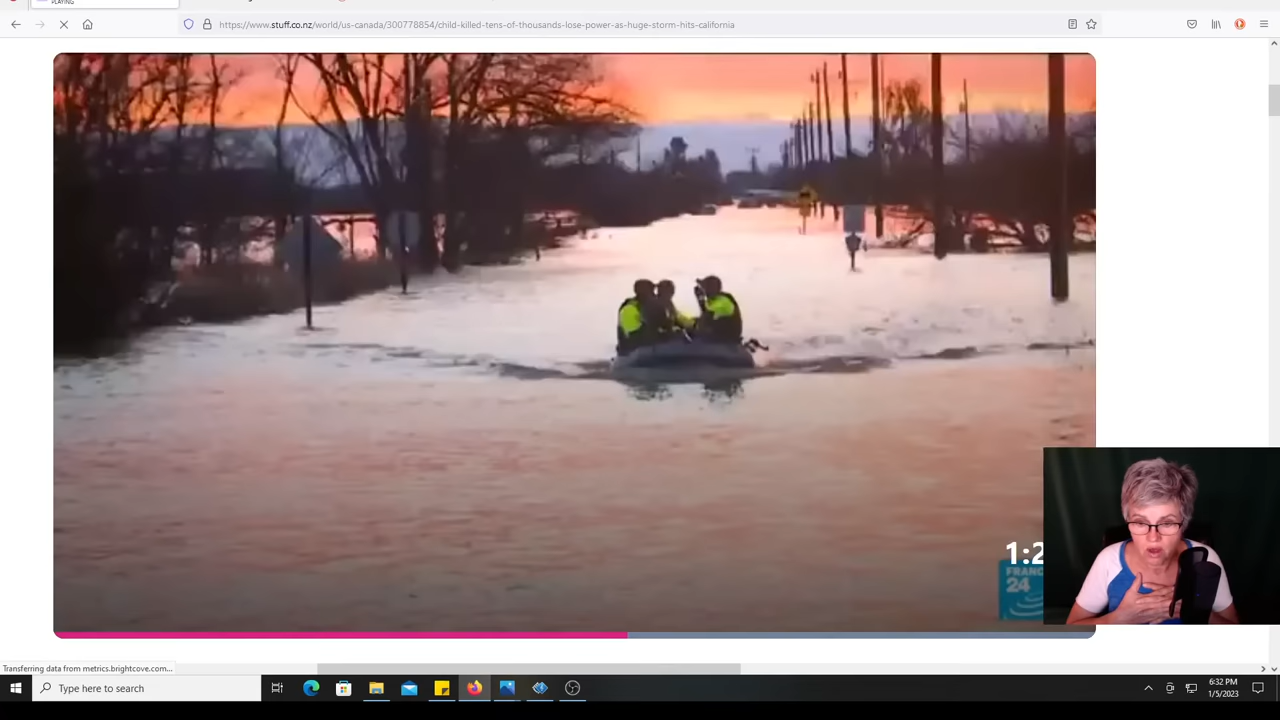 PLAYING
https://www.stuff.co.nz/world/us-canada/300778854/child-killed-tens-of-thousands-lose-power-as-huge-storm-hits-california
1:2
FRANC
24
Transferring data from metrics.brightcove.com...
Type here to search
6:32 PM
1/5/2023